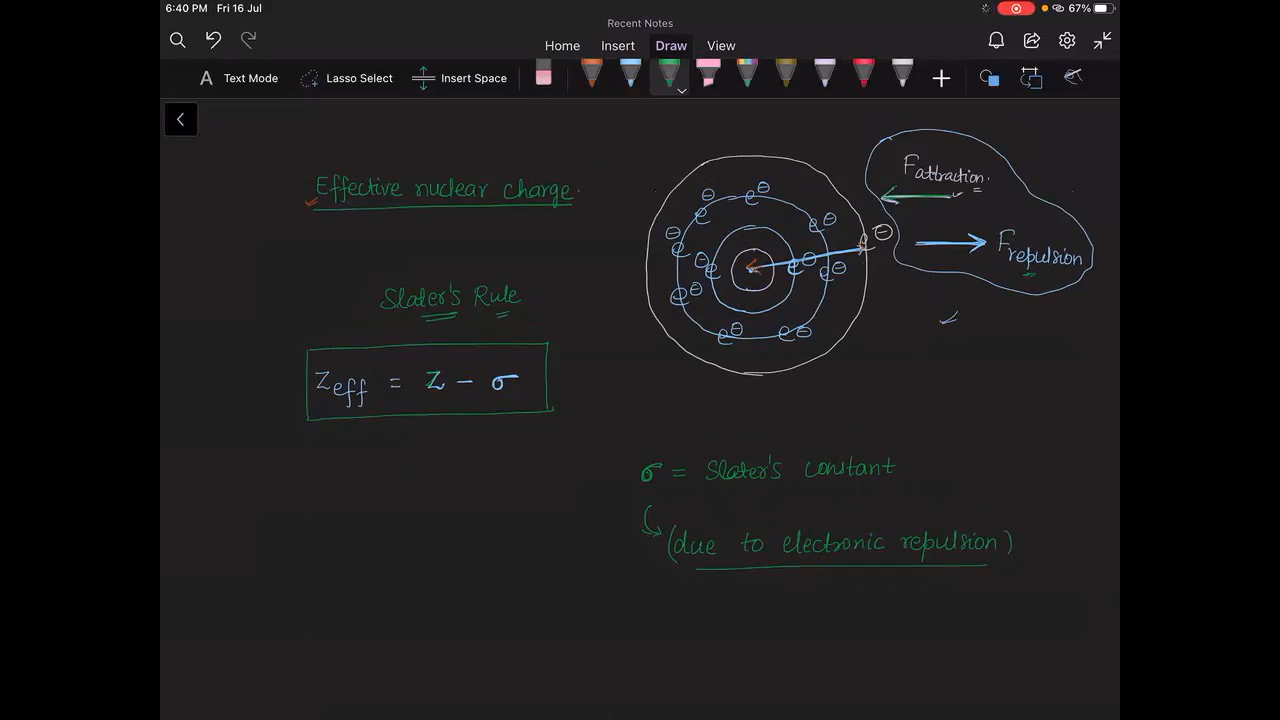 6:40 PM Fri 16 Jul
67%
Recent Notes
Home Insert Draw View
A Text Mode Lasso Select Insert Space
Effective nuclear charge.
Fattraction.
Frepulsion
Slater's Rule
Zeff = Z - σ
e⊖ e⊖ e⊖ e⊖ e⊖ e⊖ e⊖ e⊖ e⊖ e⊖ e⊖
σ = Slater's constant
(due to electronic repulsion)